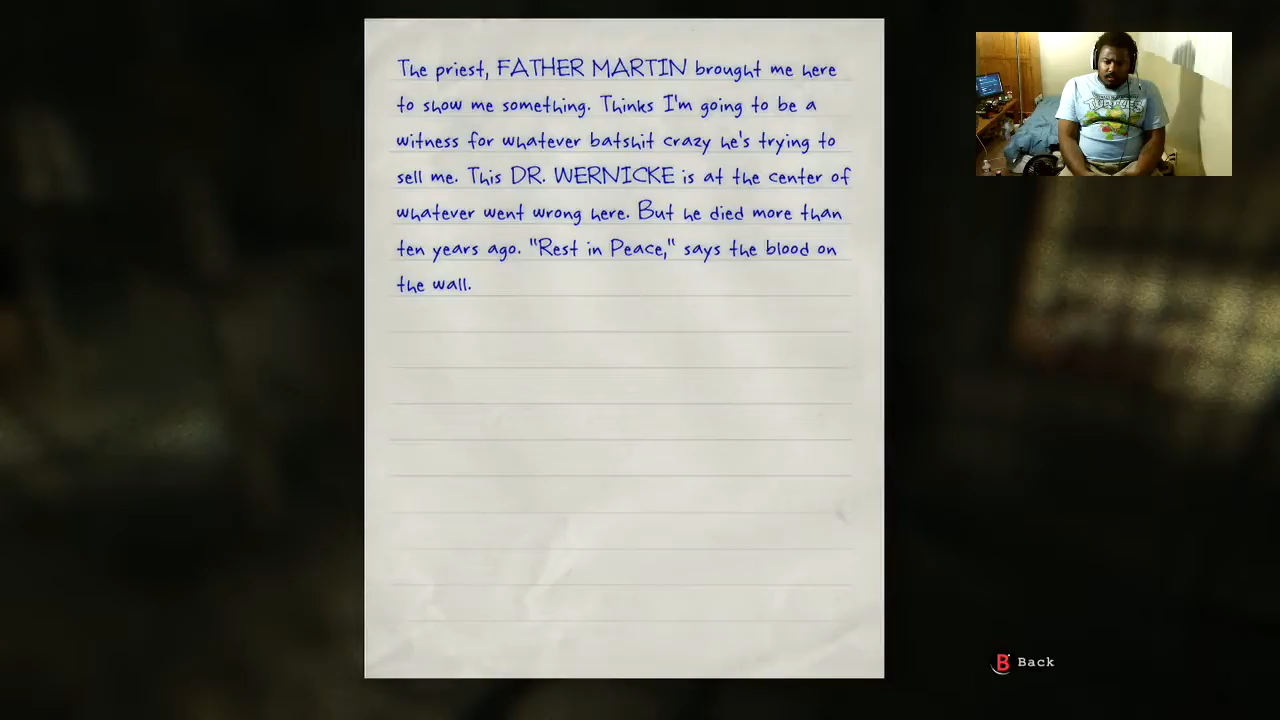 The priest, FATHER MARTIN brought me here
to show me something. Thinks I'm going to be a
witness for whatever batshit crazy he's trying to
sell me. This DR. WERNICKE is at the center of
whatever went wrong here. But he died more than
ten years ago. "Rest in Peace," says the blood on
the wall.
TURTLES
B Back